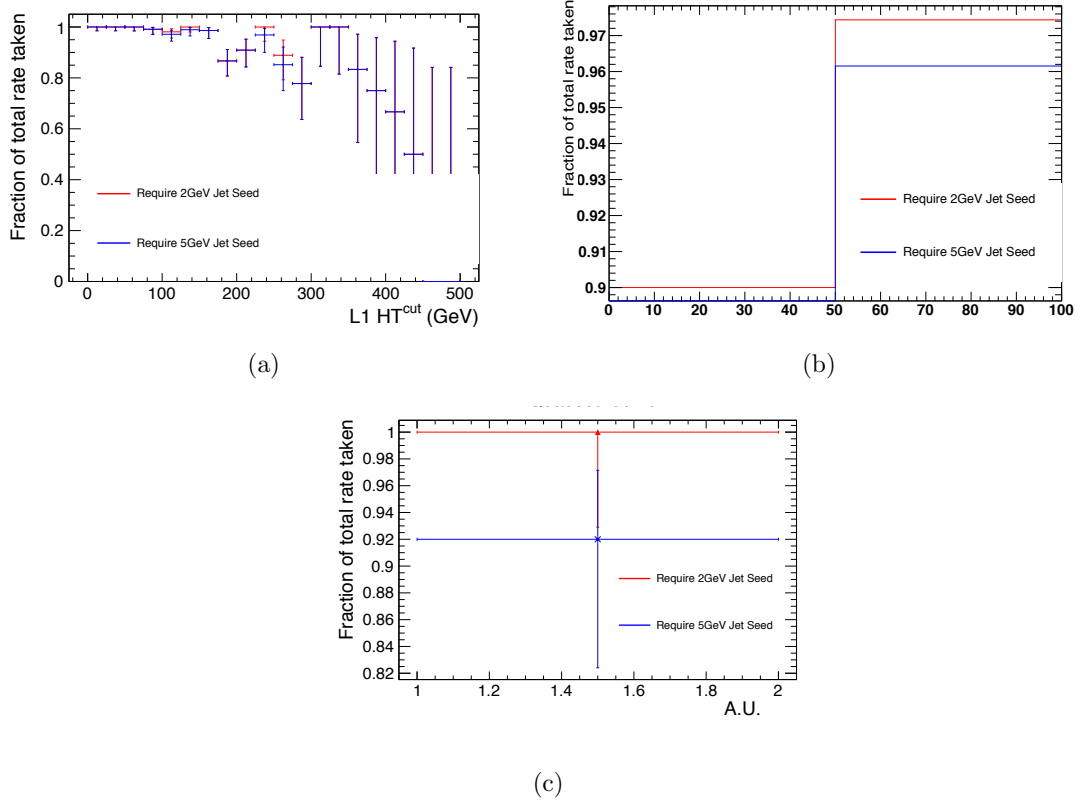 Fraction of total rate taken
1
0.8
0.6
0.4
0.2
0
Require 2GeV Jet Seed
Require 5GeV Jet Seed
0 100 200 300 400 500
L1 HT^cut (GeV)
(a)
Fraction of total rate taken
0.97
0.96
0.95
0.94
0.93
0.92
0.91
0.9
Require 2GeV Jet Seed
Require 5GeV Jet Seed
0 10 20 30 40 50 60 70 80 90 100
(b)
Fraction of total rate taken
1
0.98
0.96
0.94
0.92
0.9
0.88
0.86
0.84
0.82
Require 2GeV Jet Seed
Require 5GeV Jet Seed
1 1.2 1.4 1.6 1.8 2
A.U.
(c)